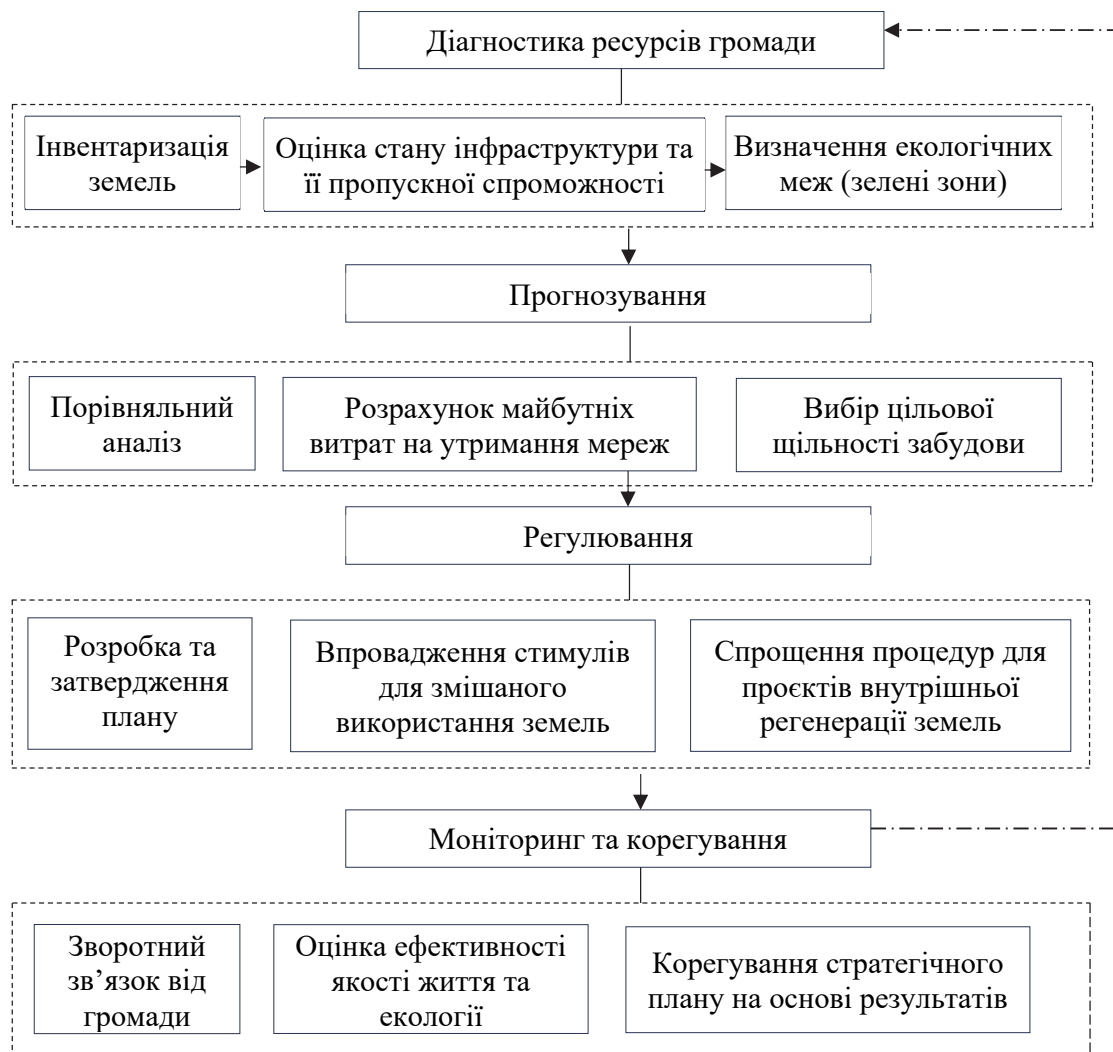 Діагностика ресурсів громади
Інвентаризація
земель
Оцінка стану інфраструктури та
її пропускної спроможності
Визначення екологічних
меж (зелені зони)
Прогнозування
Порівняльний
аналіз
Розрахунок майбутніх
витрат на утримання мереж
Вибір цільової
щільності забудови
Регулювання
Розробка та
затвердження
плану
Впровадження стимулів
для змішаного
використання земель
Спрощення процедур для
проєктів внутрішньої
регенерації земель
Моніторинг та корегування
Зворотний
зв’язок від
громади
Оцінка ефективності
якості життя та
екології
Корегування стратегічного
плану на основі результатів